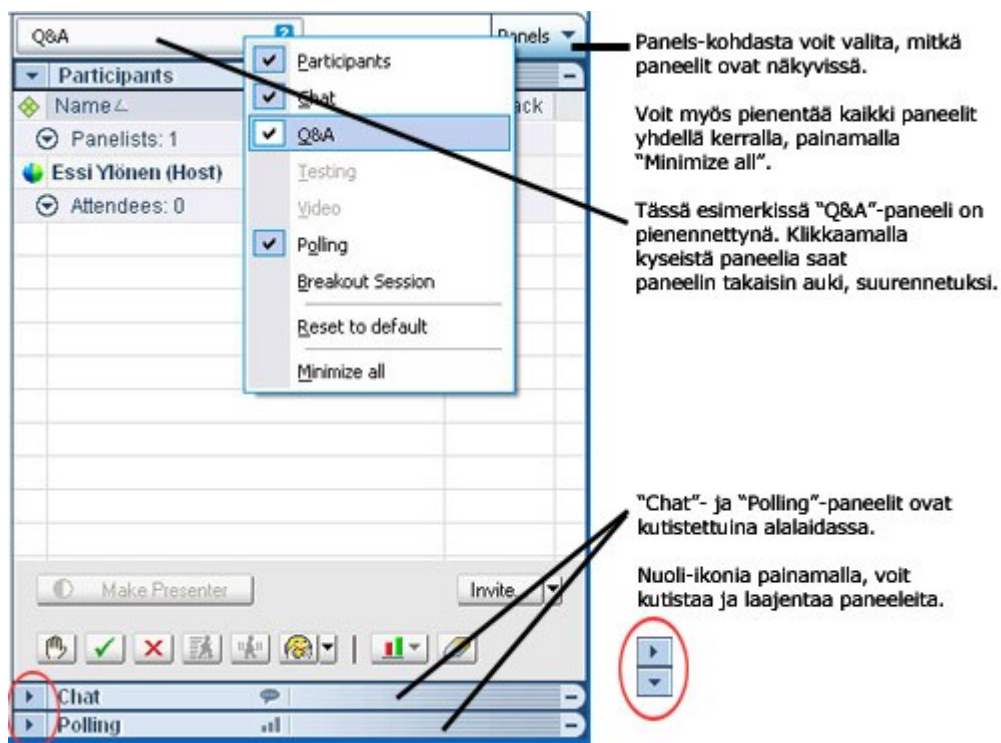 Q&A
Panels
Participants
Name
Panelists: 1
Essi Ylönen (Host)
Attendees: 0
Participants
Chat
Q&A
Testing
Video
Polling
Breakout Session
Reset to default
Minimize all
Make Presenter
Invite...
Chat
Polling
Panels-kohdasta voit valita, mitkä
paneelit ovat näkyvissä.
Voit myös pienentää kaikki paneelit
yhdellä kerralla, painamalla
"Minimize all".
Tässä esimerkissä "Q&A"-paneeli on
pienennettynä. Klikkaamalla
kyseistä paneelia saat
paneelin takaisin auki, suurennetuksi.
"Chat"- ja "Polling"-paneelit ovat
kutistettuina alalaidassa.
Nuoli-ikonia painamalla, voit
kutistaa ja laajentaa paneeleita.